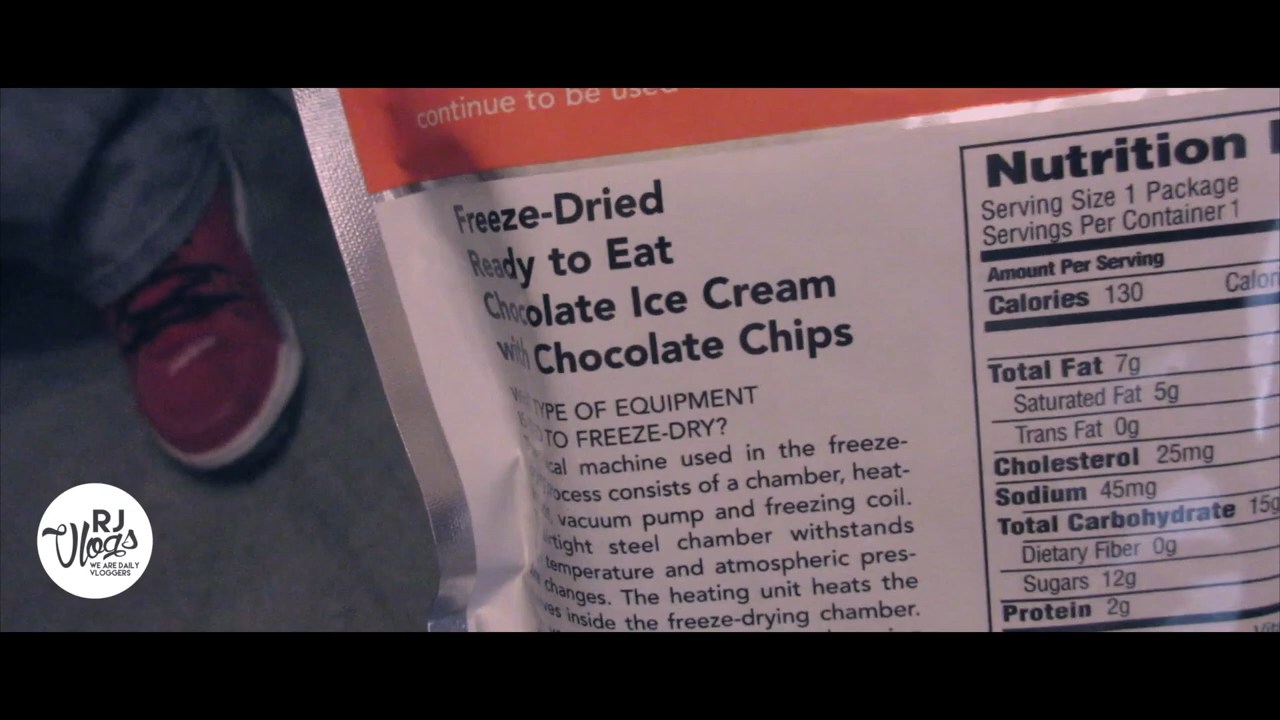 continue to be used
Freeze-Dried
Ready to Eat
Chocolate Ice Cream
with Chocolate Chips
TYPE OF EQUIPMENT
TO FREEZE-DRY?
machine used in the freeze-
consists of a chamber, heat-
vacuum pump and freezing coil.
steel chamber withstands
temperature and atmospheric pres-
changes. The heating unit heats the
inside the freeze-drying chamber.
Nutrition
Serving Size 1 Package
Servings Per Container 1
Amount Per Serving
Calories 130
Total Fat 7g
Saturated Fat 5g
Trans Fat 0g
Cholesterol 25mg
Sodium 45mg
Total Carbohydrate 15g
Dietary Fiber 0g
Sugars 12g
Protein 2g
RJ
Vlogs
WE ARE DAILY
VLOGGERS